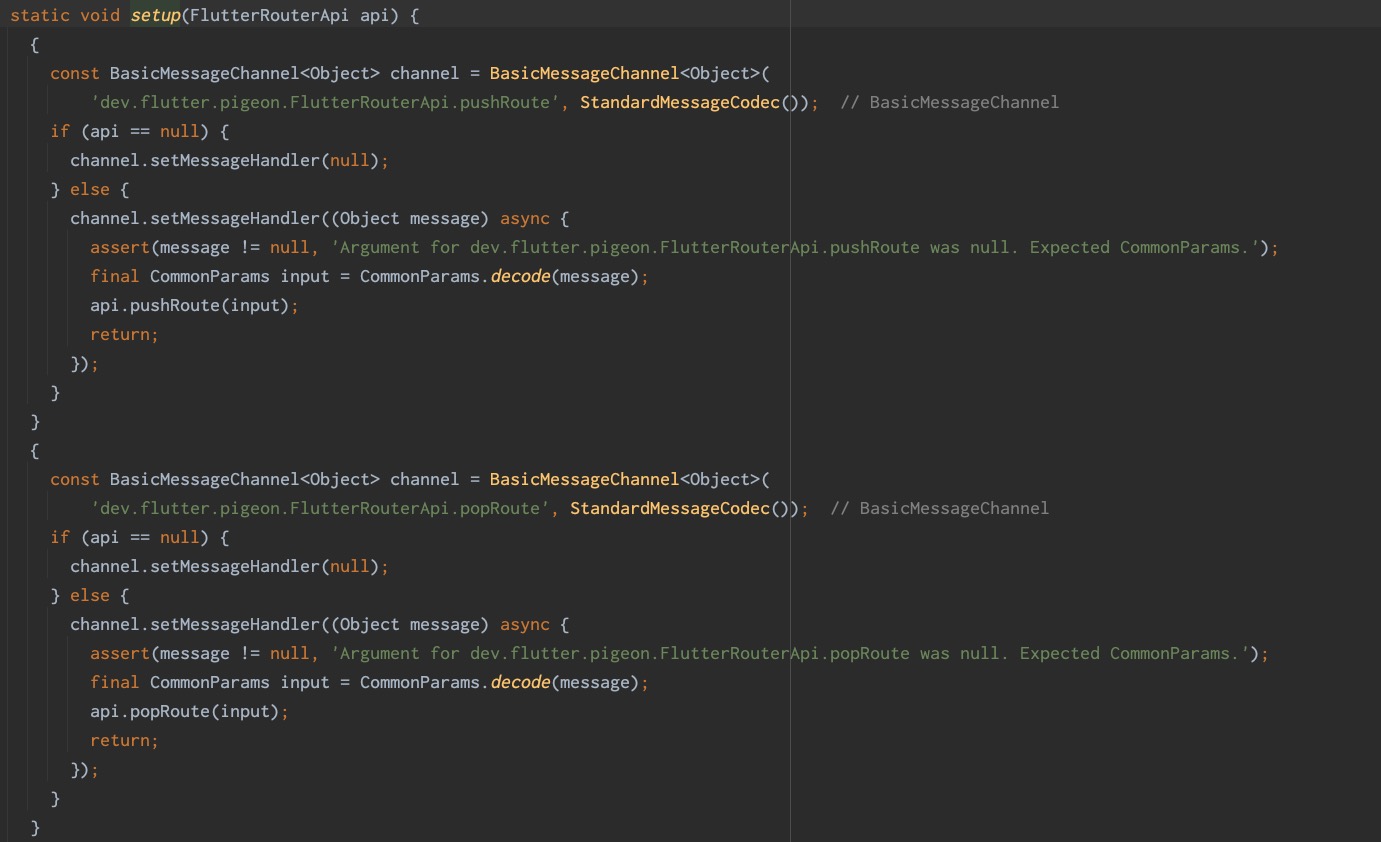 static void setup(FlutterRouterApi api) {
  {
    const BasicMessageChannel<Object> channel = BasicMessageChannel<Object>(
        'dev.flutter.pigeon.FlutterRouterApi.pushRoute', StandardMessageCodec());  // BasicMessageChannel
    if (api == null) {
      channel.setMessageHandler(null);
    } else {
      channel.setMessageHandler((Object message) async {
        assert(message != null, 'Argument for dev.flutter.pigeon.FlutterRouterApi.pushRoute was null. Expected CommonParams.');
        final CommonParams input = CommonParams.decode(message);
        api.pushRoute(input);
        return;
      });
    }
  }
  {
    const BasicMessageChannel<Object> channel = BasicMessageChannel<Object>(
        'dev.flutter.pigeon.FlutterRouterApi.popRoute', StandardMessageCodec());  // BasicMessageChannel
    if (api == null) {
      channel.setMessageHandler(null);
    } else {
      channel.setMessageHandler((Object message) async {
        assert(message != null, 'Argument for dev.flutter.pigeon.FlutterRouterApi.popRoute was null. Expected CommonParams.');
        final CommonParams input = CommonParams.decode(message);
        api.popRoute(input);
        return;
      });
    }
  }